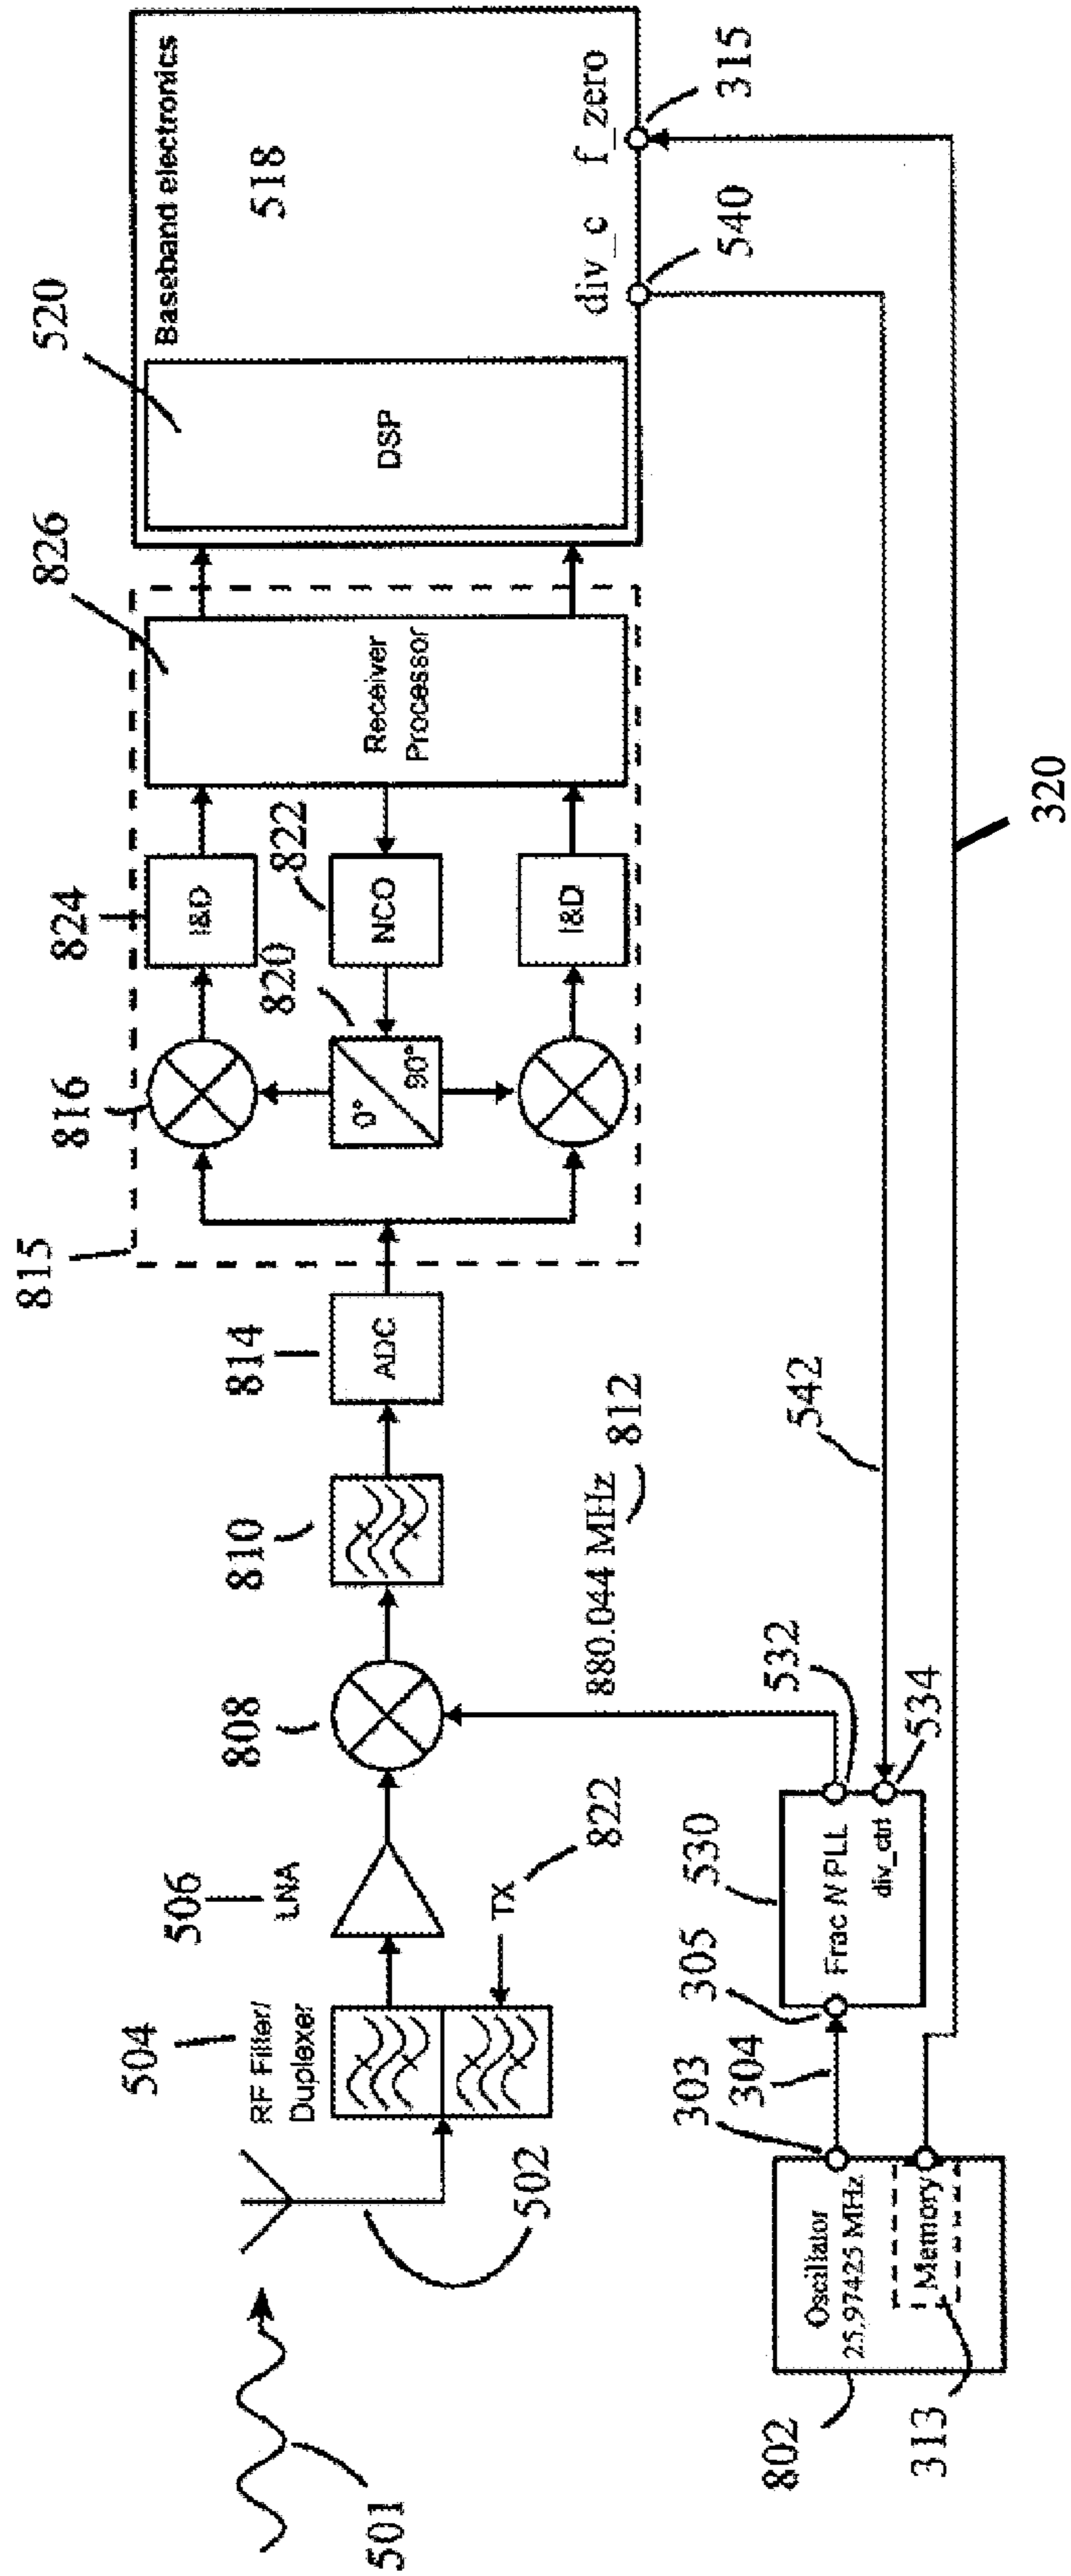 501
502
504
RF Filter/
Duplexer
506
LNA
TX
822
808
810
880.044 MHz
812
814
ADC
815
816
0°
90°
820
822
NCO
824
I&D
I&D
826
Receiver
Processor
520
DSP
Baseband electronics
518
div_c
f_zero
540
315
802
Oscillator
25,97425 MHz
Memory
313
303
304
305
530
Frac N PLL
div_ctrl
532
534
542
320